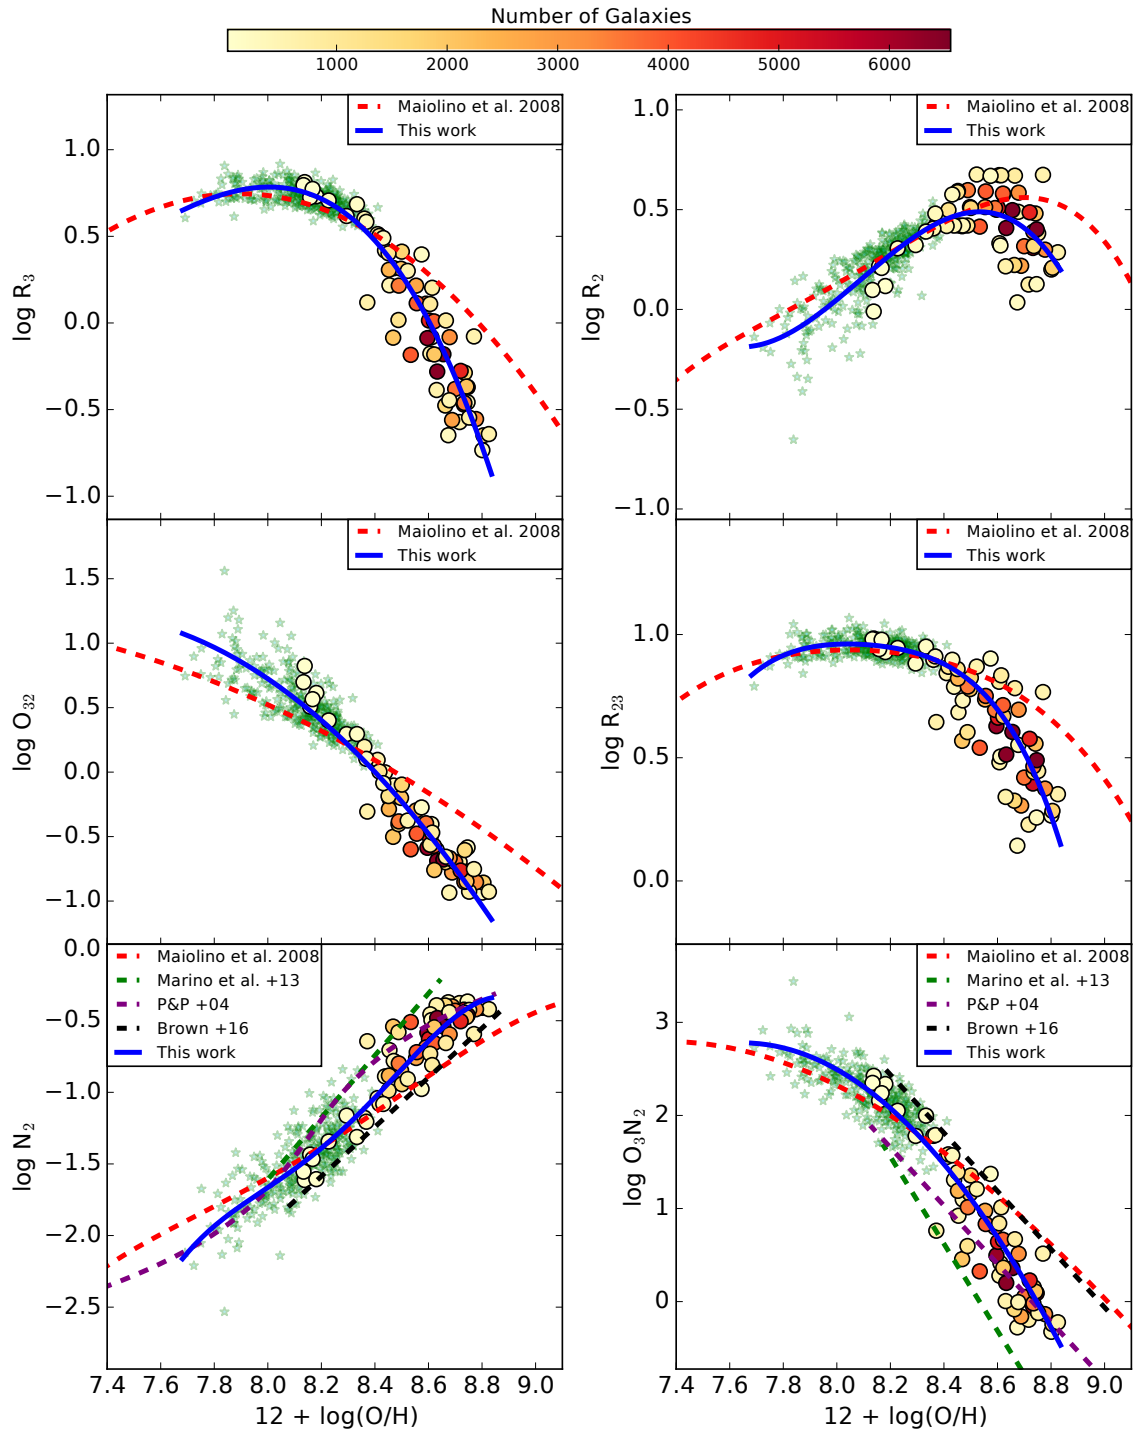 Number of Galaxies
1000 2000 3000 4000 5000 6000
Maiolino et al. 2008
This work
1.0
0.5
0.0
−0.5
−1.0
log R3
Maiolino et al. 2008
This work
1.0
0.5
0.0
−0.5
−1.0
log R2
Maiolino et al. 2008
This work
1.5
1.0
0.5
0.0
−0.5
−1.0
log O32
Maiolino et al. 2008
This work
1.0
0.5
0.0
log R23
Maiolino et al. 2008
Marino et al. +13
P&P +04
Brown +16
This work
0.0
−0.5
−1.0
−1.5
−2.0
−2.5
log N2
7.4 7.6 7.8 8.0 8.2 8.4 8.6 8.8 9.0
12 + log(O/H)
Maiolino et al. 2008
Marino et al. +13
P&P +04
Brown +16
This work
3
2
1
0
log O3N2
7.4 7.6 7.8 8.0 8.2 8.4 8.6 8.8 9.0
12 + log(O/H)